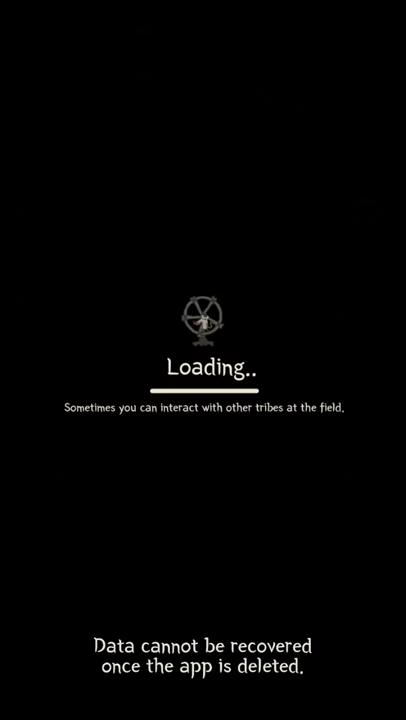 Loading..
Sometimes you can interact with other tribes at the field.
Data cannot be recovered
once the app is deleted.